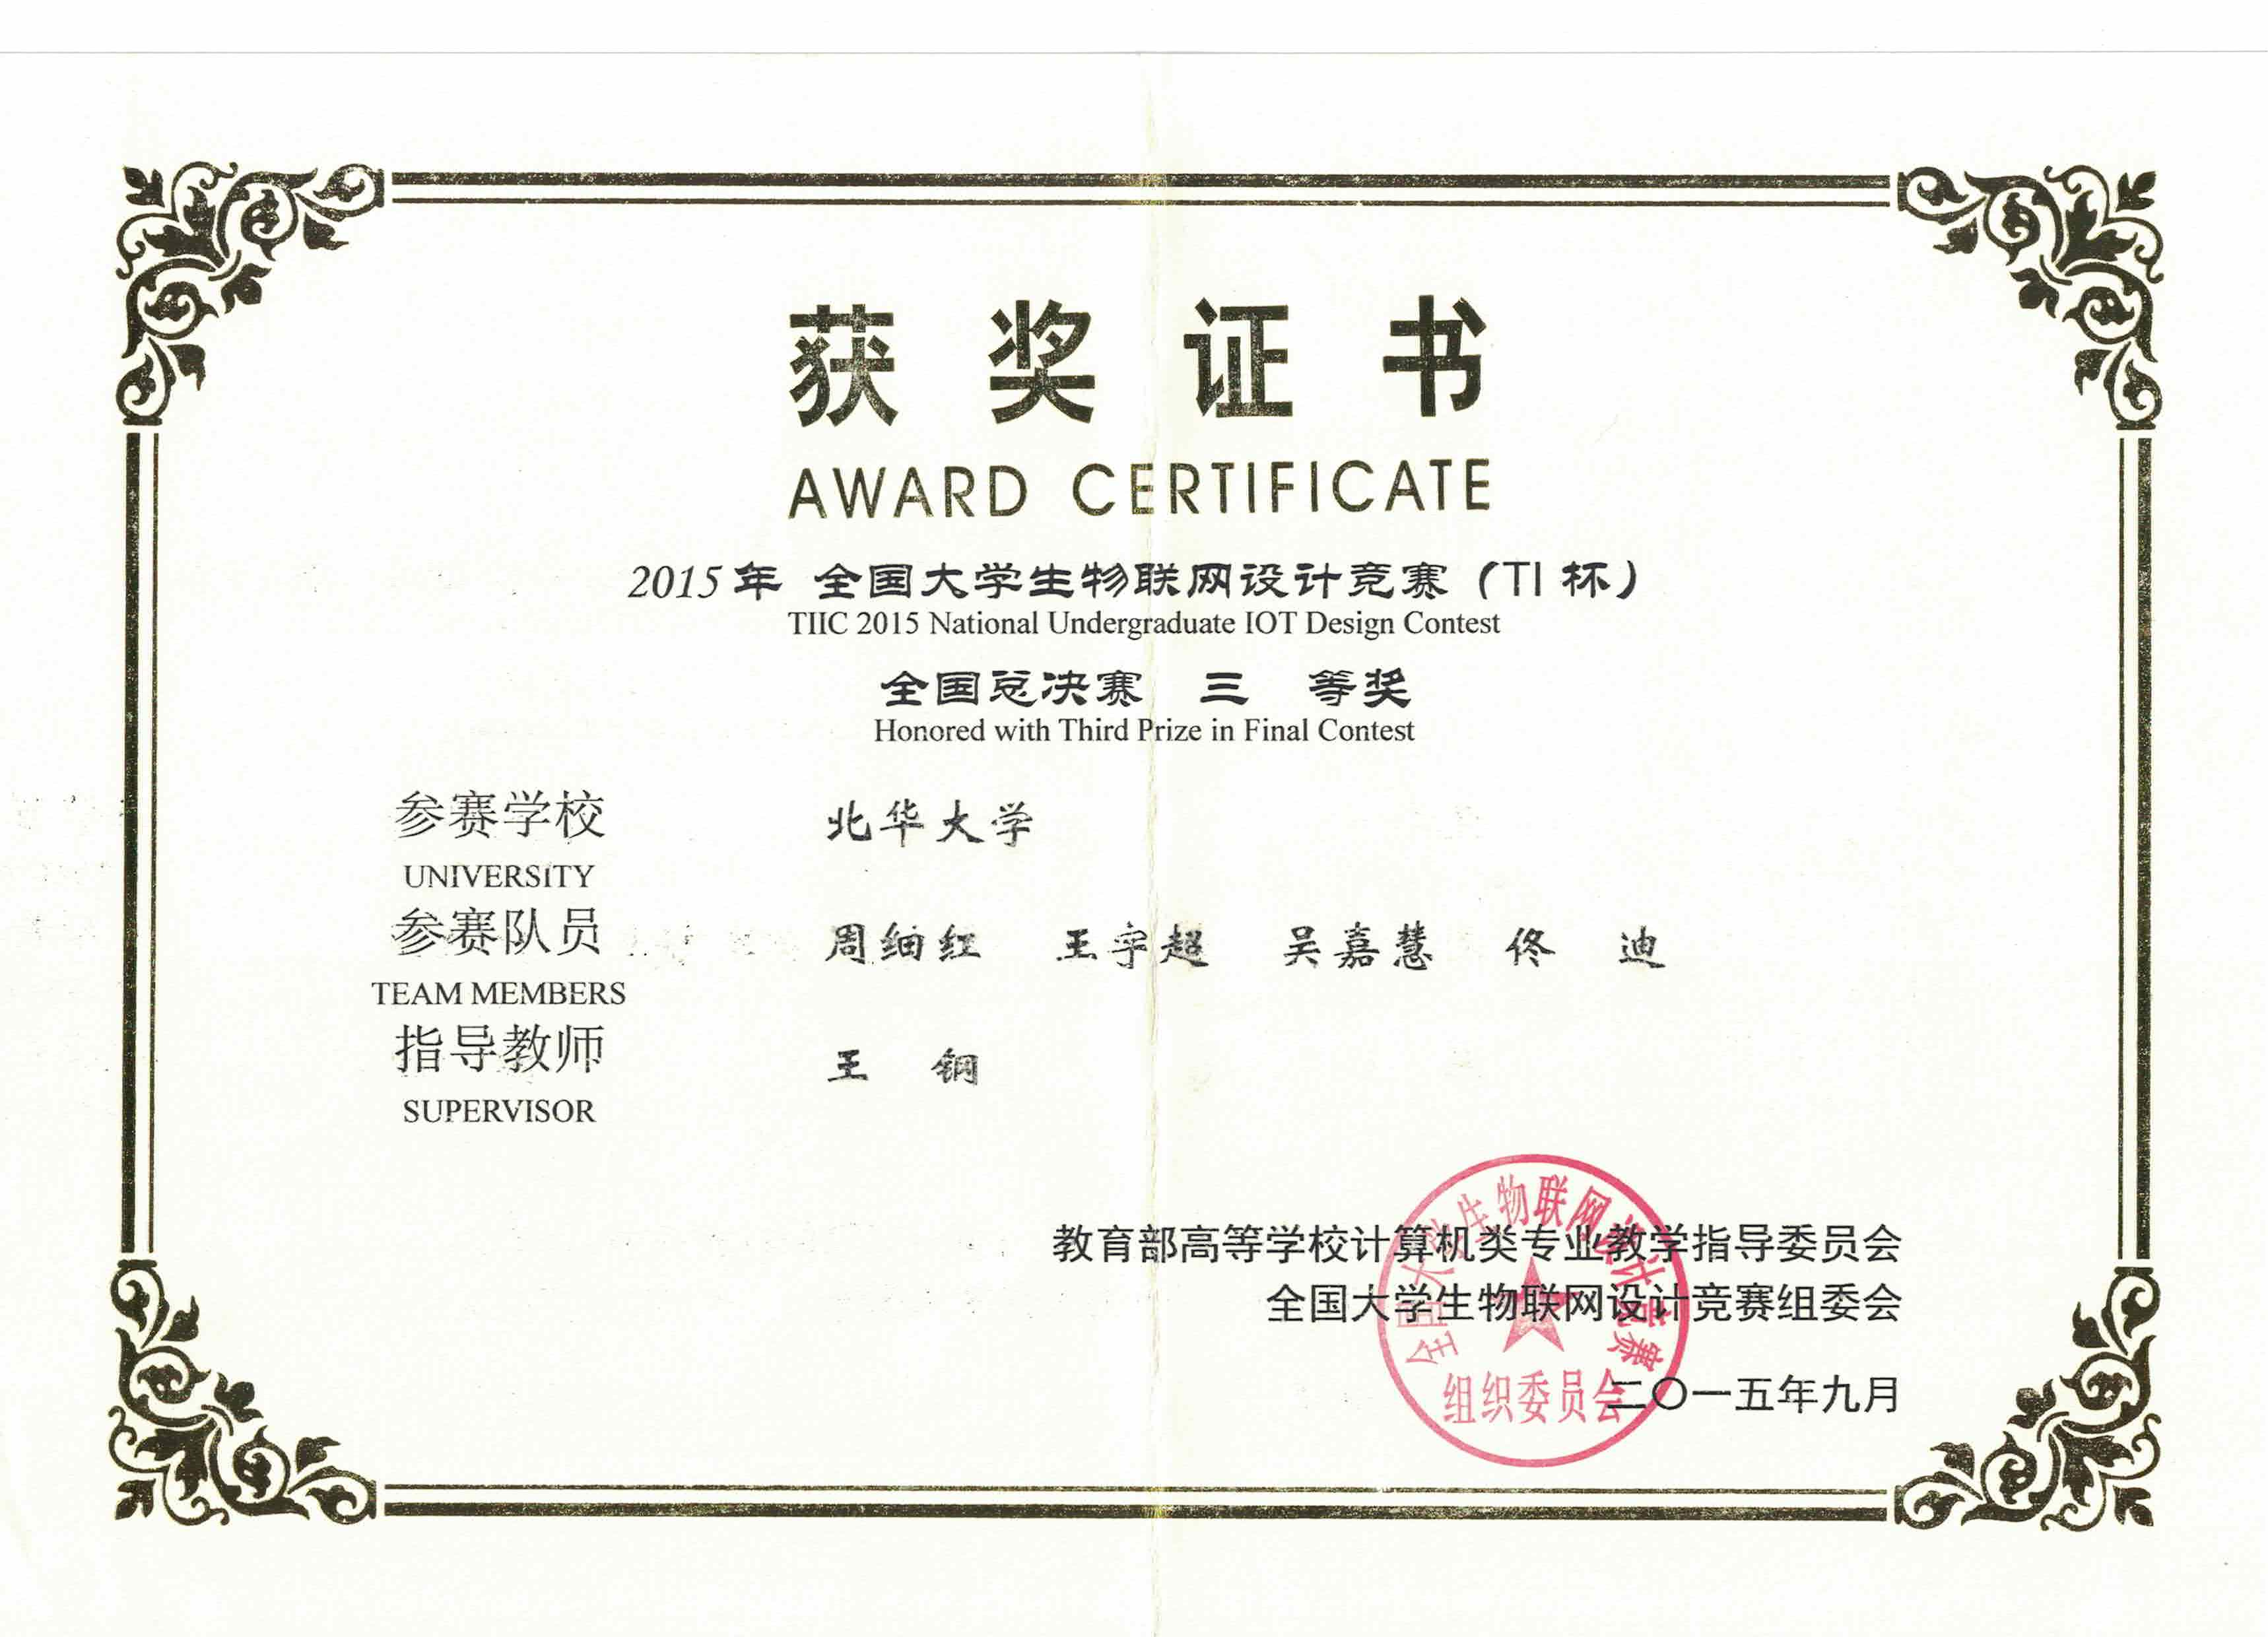 获奖证书
AWARD CERTIFICATE
2015年 全国大学生物联网设计竞赛（TI杯）
TIIC 2015 National Undergraduate IOT Design Contest
全国总决赛 三 等奖
Honored with Third Prize in Final Contest
参赛学校 北华大学
UNIVERSITY
参赛队员 周细红 王宇超 吴嘉慧 佟 迪
TEAM MEMBERS
指导教师 王 钢
SUPERVISOR
教育部高等学校计算机类专业教学指导委员会
全国大学生物联网设计竞赛组委会
二〇一五年九月
全国大学生物联网设计竞赛
组织委员会